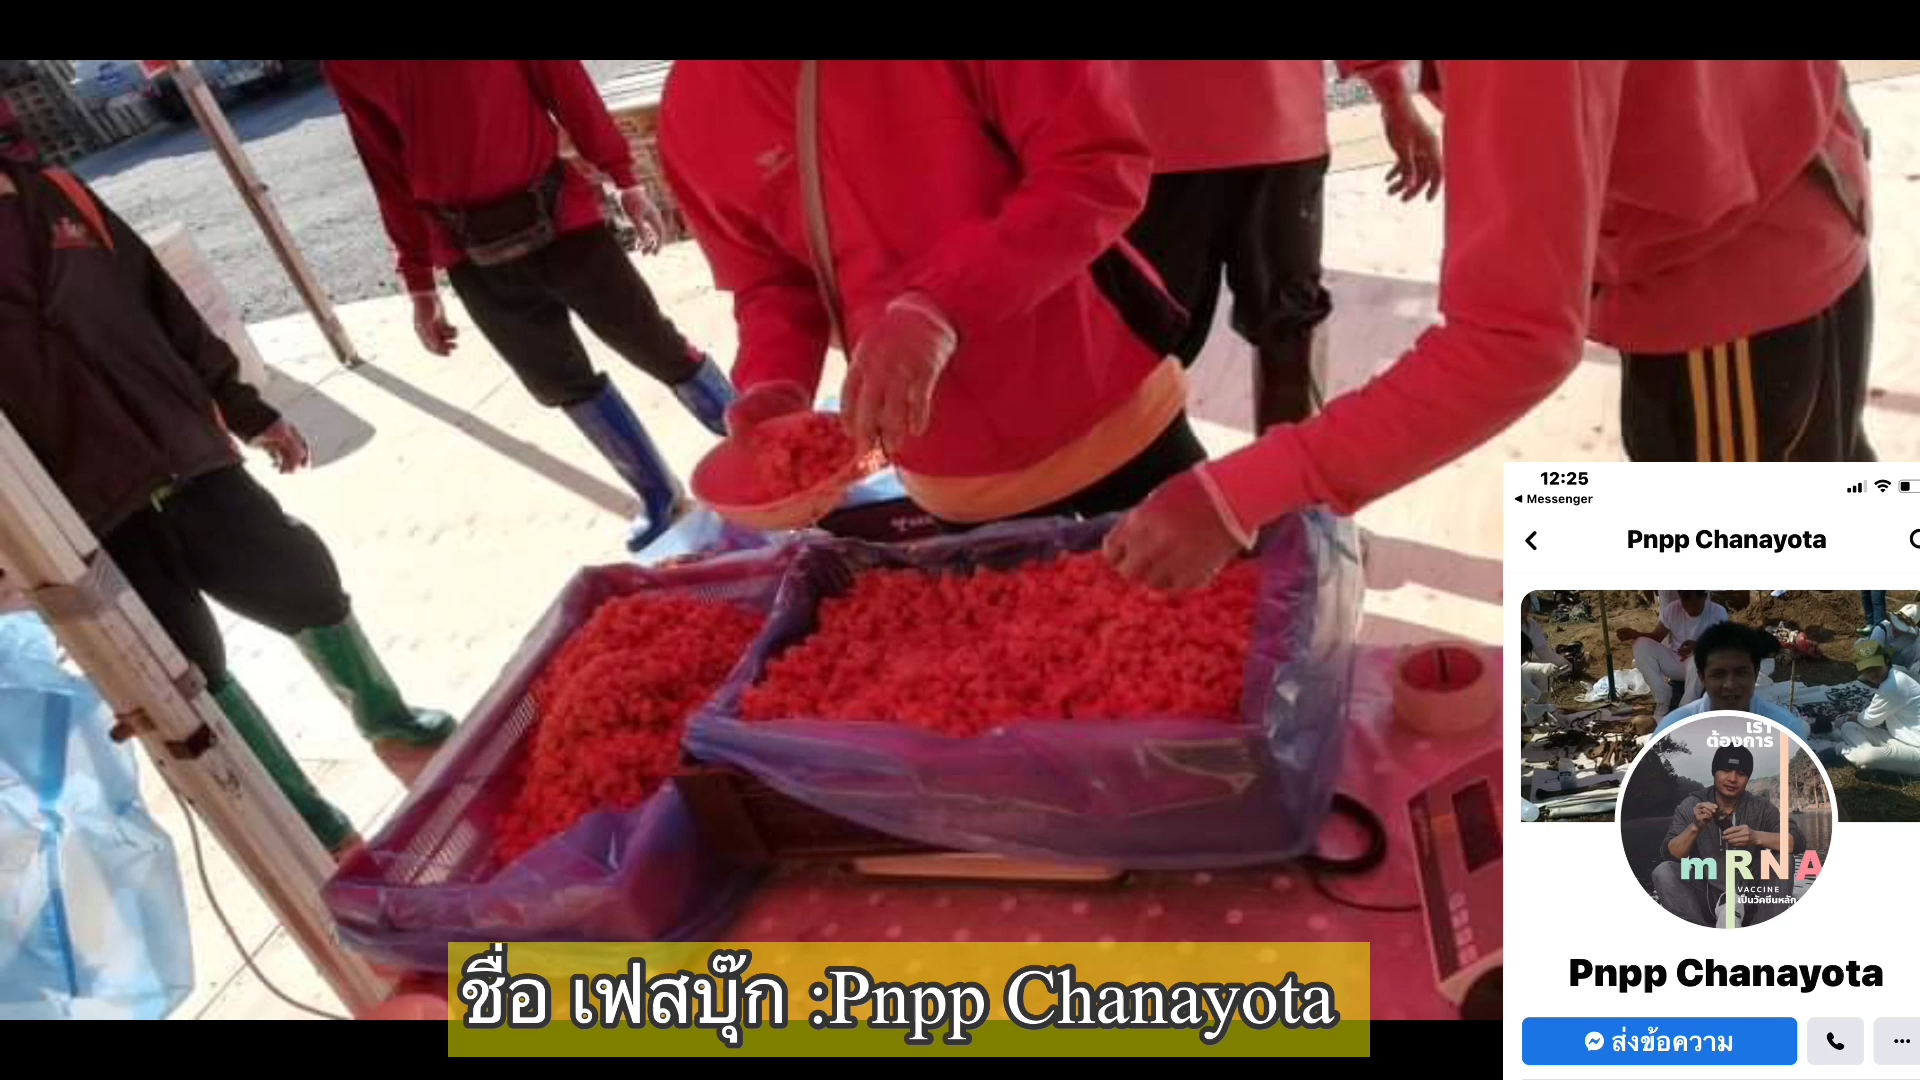 12:25
◀ Messenger
Pnpp Chanayota
เรา
ต้องการ
mRNA
VACCINE
เป็นวัคซีนหลัก
Pnpp Chanayota
ส่งข้อความ
ชื่อ เฟสบุ๊ก :Pnpp Chanayota